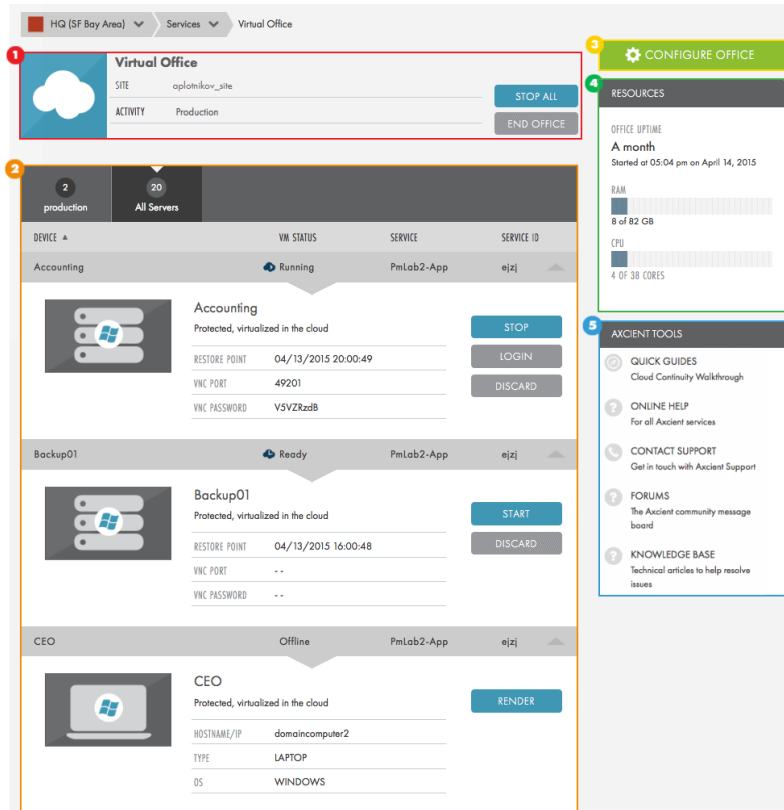 HQ (SF Bay Area) Services Virtual Office
1
Virtual Office
SITE aplotnikov_site
ACTIVITY Production
STOP ALL
END OFFICE
2
2 20
production All Servers
DEVICE VM STATUS SERVICE SERVICE ID
Accounting Running PmLab2-App ejzj
Accounting
Protected, virtualized in the cloud
RESTORE POINT 04/13/2015 20:00:49
VNC PORT 49201
VNC PASSWORD V5VZRzdB
STOP
LOGIN
DISCARD
Backup01 Ready PmLab2-App ejzj
Backup01
Protected, virtualized in the cloud
RESTORE POINT 04/13/2015 16:00:48
VNC PORT - -
VNC PASSWORD - -
START
DISCARD
CEO Offline PmLab2-App ejzj
CEO
Protected, virtualized in the cloud
HOSTNAME/IP domaincomputer2
TYPE LAPTOP
OS WINDOWS
RENDER
3
CONFIGURE OFFICE
4
RESOURCES
OFFICE UPTIME
A month
Started at 05:04 pm on April 14, 2015
RAM
8 of 82 GB
CPU
4 OF 38 CORES
5
AXCIENT TOOLS
QUICK GUIDES
Cloud Continuity Walkthrough
? ONLINE HELP
For all Axcient services
CONTACT SUPPORT
Get in touch with Axcient Support
? FORUMS
The Axcient community message
board
? KNOWLEDGE BASE
Technical articles to help resolve
issues